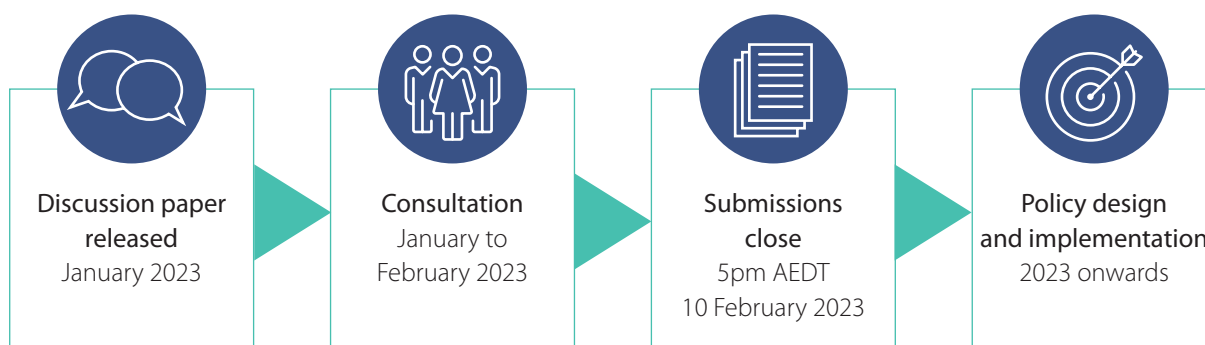 Discussion paper
released
January 2023
Consultation
January to
February 2023
Submissions
close
5pm AEDT
10 February 2023
Policy design
and implementation
2023 onwards